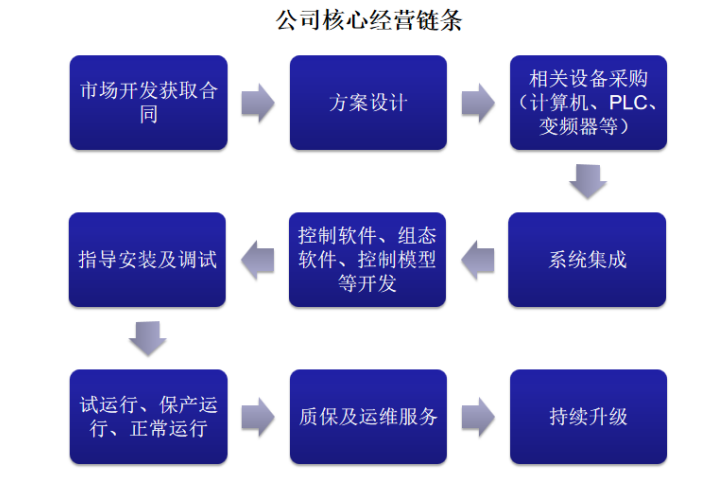 公司核心经营链条
市场开发获取合
同
方案设计
相关设备采购
（计算机、PLC、
变频器等）
系统集成
控制软件、组态
软件、控制模型
等开发
指导安装及调试
试运行、保产运
行、正常运行
质保及运维服务
持续升级